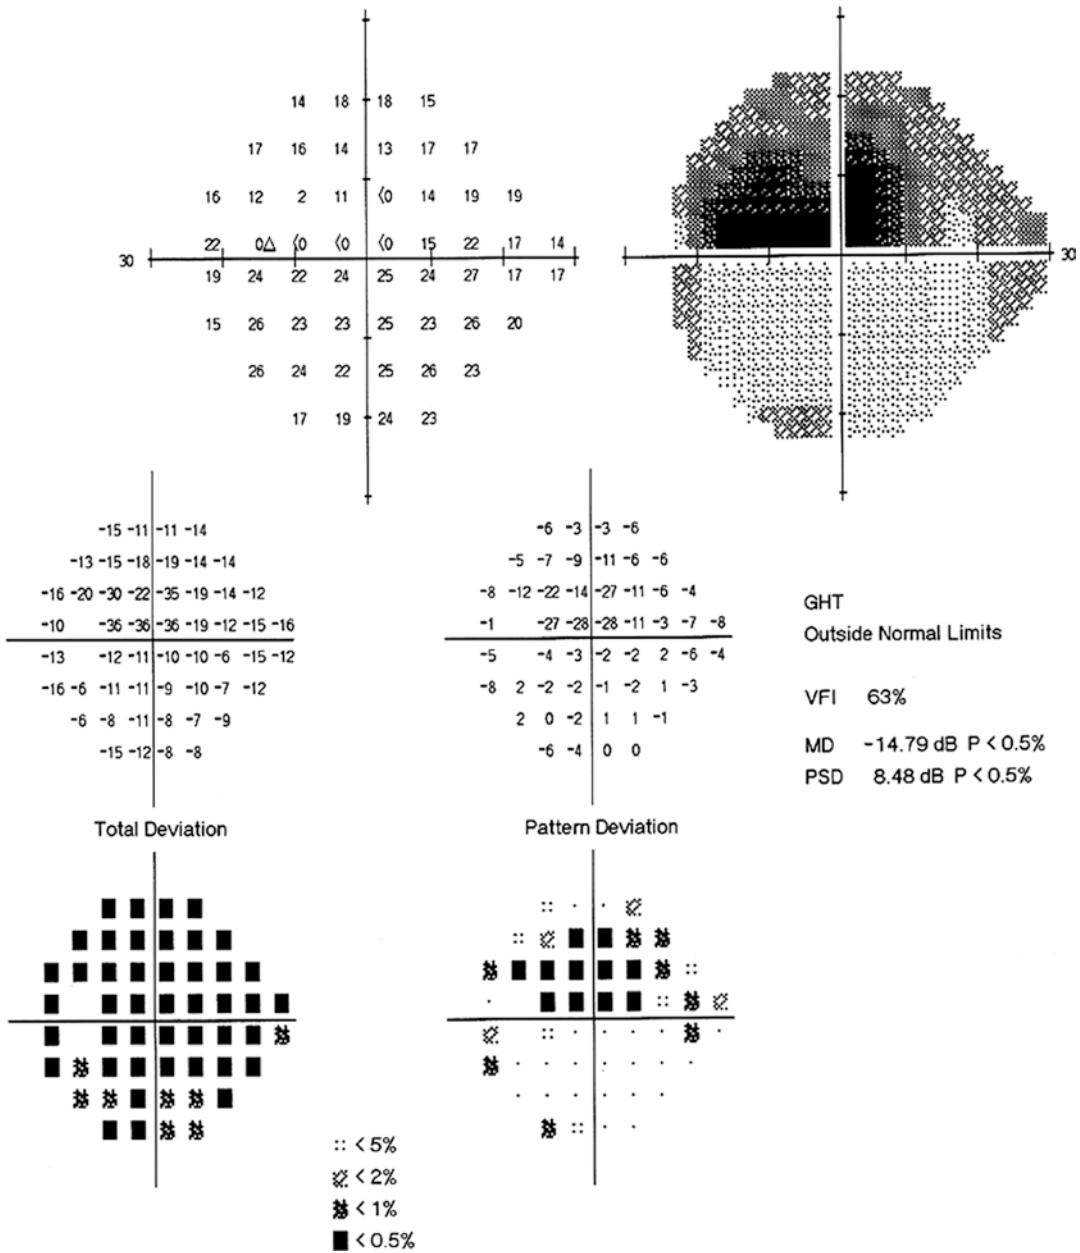 14 18 18 15
17 16 14 13 17 17
16 12 2 11 <0 14 19 19
22 0 <0 <0 <0 15 22 17 14
30 30
19 24 22 24 25 24 27 17 17
15 26 23 23 25 23 26 20
26 24 22 25 26 23
17 19 24 23
-15 -11 -11 -14
-13 -15 -18 -19 -14 -14
-16 -20 -30 -22 -35 -19 -14 -12
-10 -36 -36 -36 -19 -12 -15 -16
-13 -12 -11 -10 -10 -6 -15 -12
-16 -6 -11 -11 -9 -10 -7 -12
-6 -8 -11 -8 -7 -9
-15 -12 -8 -8
Total Deviation
-6 -3 -3 -6
-5 -7 -9 -11 -6 -6
-8 -12 -22 -14 -27 -11 -6 -4
-1 -27 -28 -28 -11 -3 -7 -8
-5 -4 -3 -2 -2 2 -6 -4
-8 2 -2 -2 -1 -2 1 -3
2 0 -2 1 1 -1
-6 -4 0 0
Pattern Deviation
GHT
Outside Normal Limits
VFI 63%
MD -14.79 dB P < 0.5%
PSD 8.48 dB P < 0.5%
< 5%
< 2%
< 1%
< 0.5%